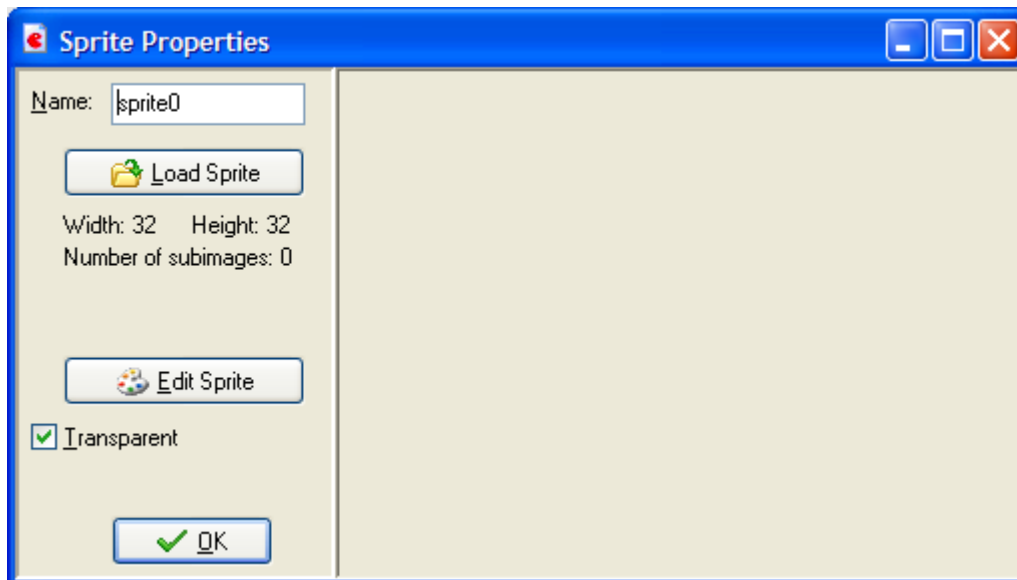 Sprite Properties
Name: sprite0
Load Sprite
Width: 32 Height: 32
Number of subimages: 0
Edit Sprite
Transparent
OK